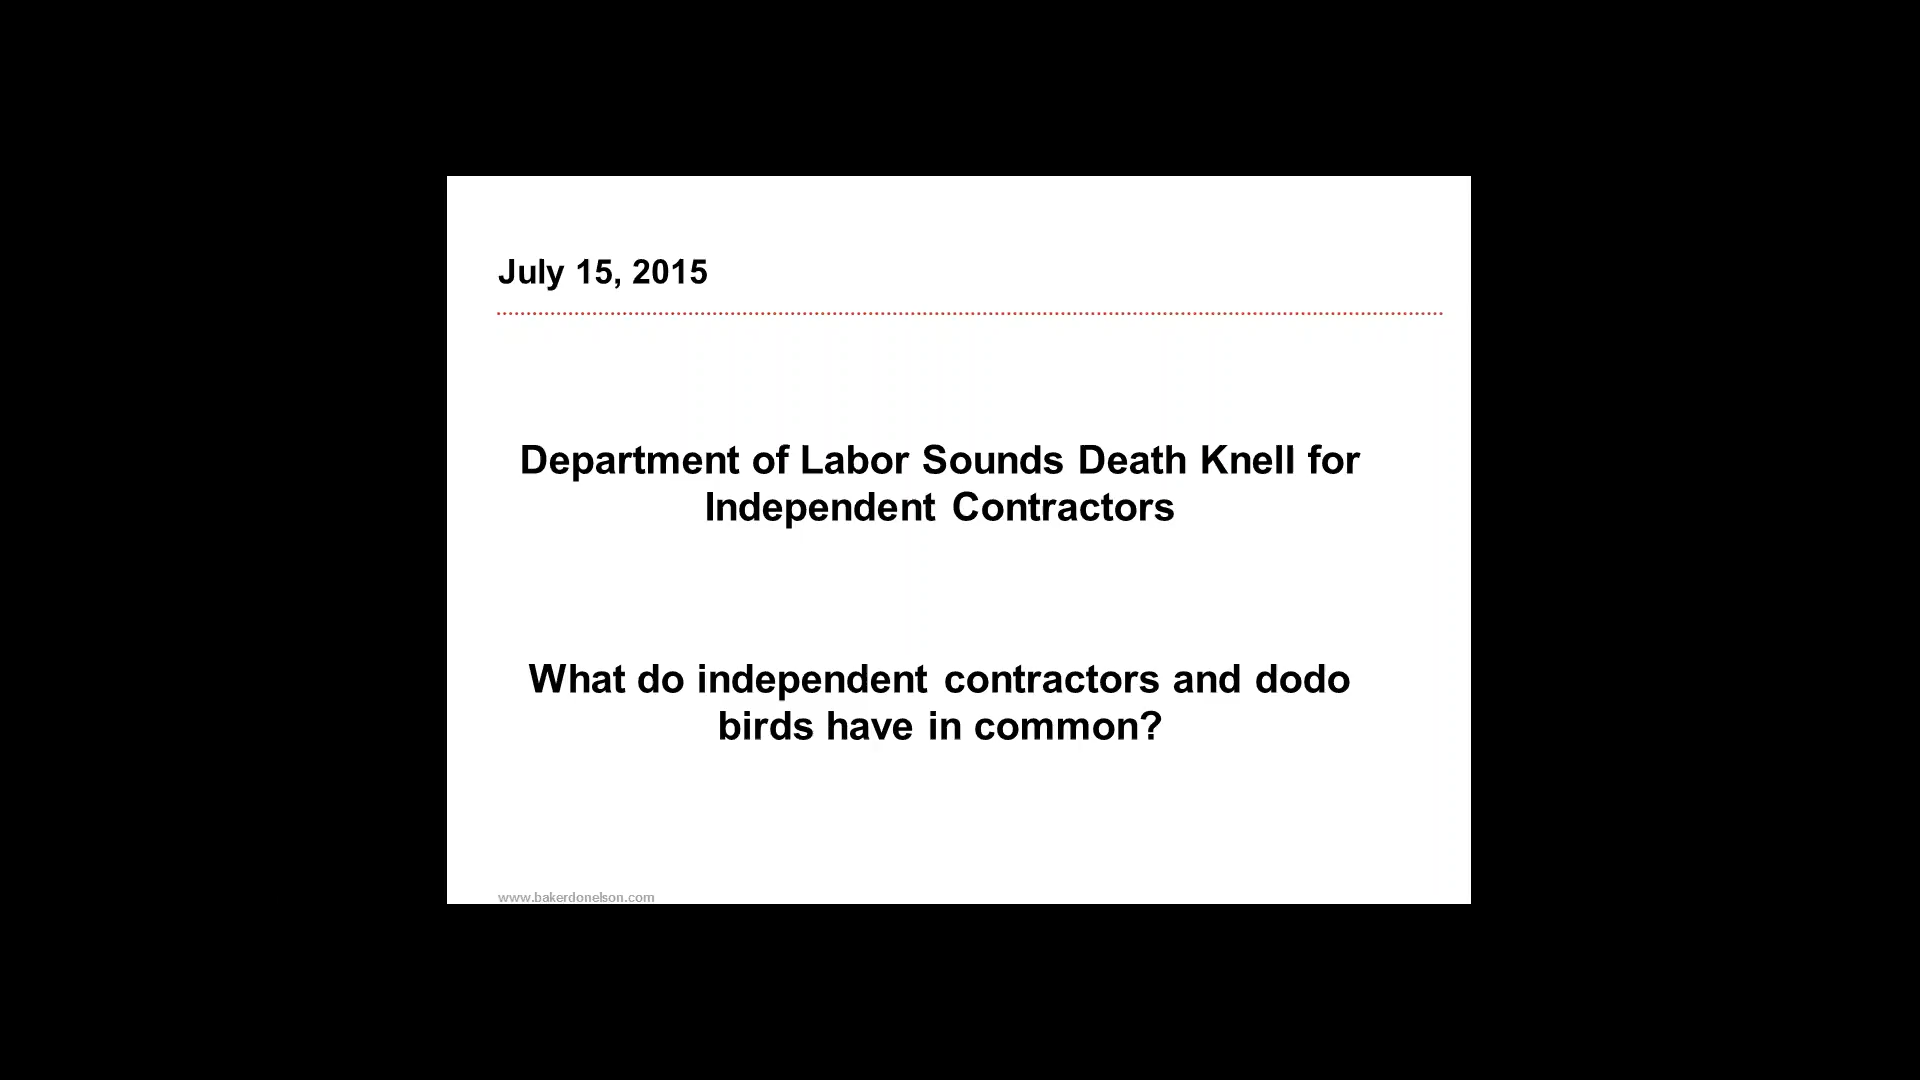 July 15, 2015
Department of Labor Sounds Death Knell for
Independent Contractors
What do independent contractors and dodo
birds have in common?
www.bakerdonelson.com